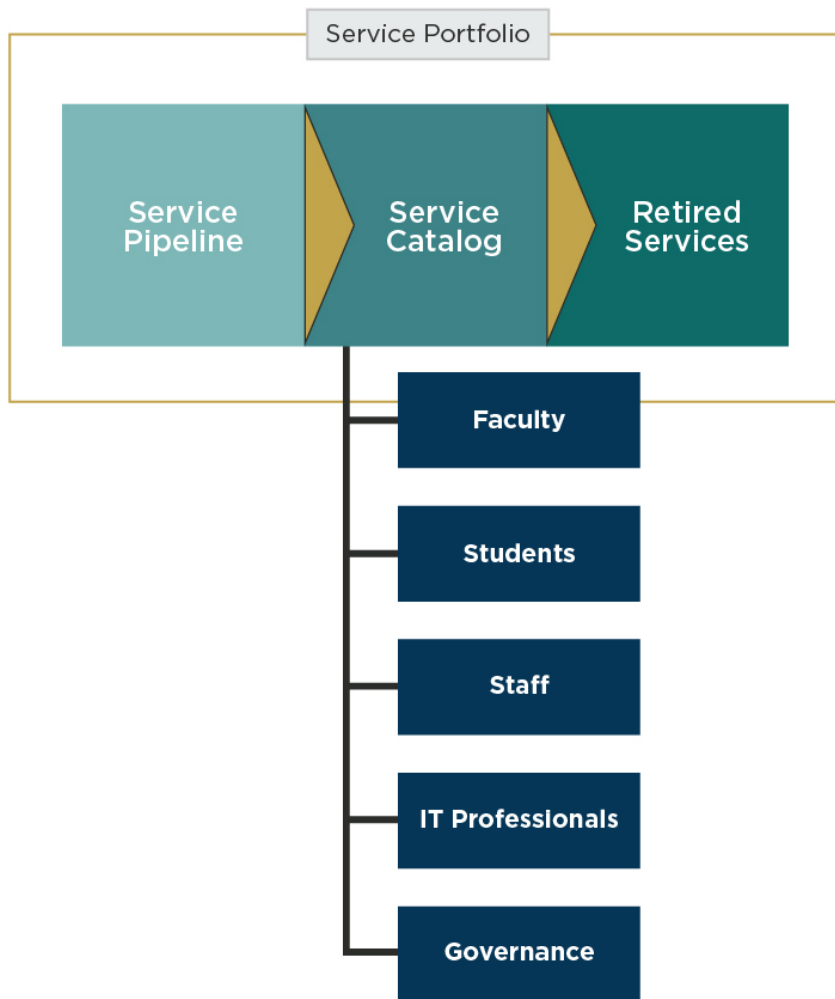 Service Portfolio
Service
Pipeline
Service
Catalog
Retired
Services
Faculty
Students
Staff
IT Professionals
Governance